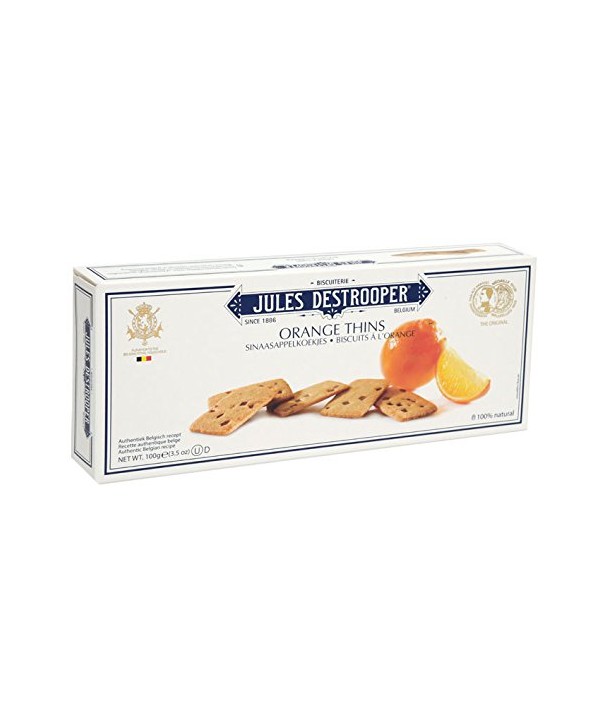 - BISCUITERIE -
JULES DESTROOPER®
SINCE 1886
BELGIUM
ORANGE THINS
SINAASAPPELKOEKJES • BISCUITS À L'ORANGE
THE ORIGINAL
100% natural
Authentiek Belgisch recept
Recette authentique belge
Authentic Belgian recipe
NET WT. 100g e (3.5 oz) U D
JULES DESTROOPER